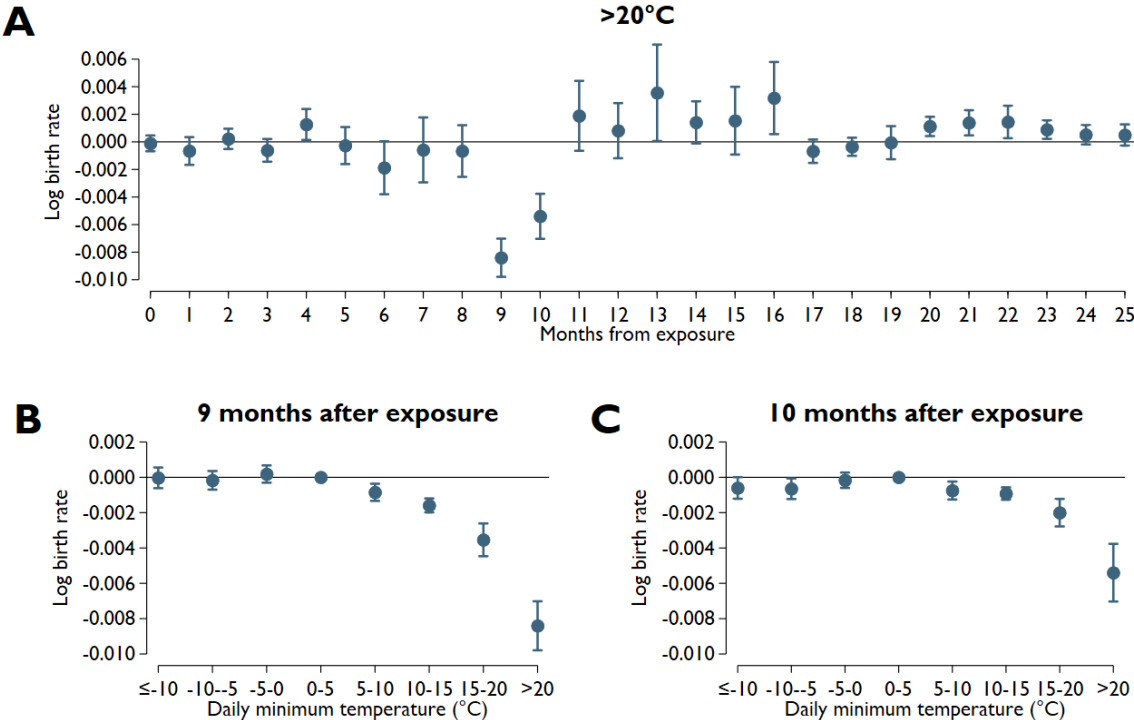 A
>20°C
Log birth rate
0.006
0.004
0.002
0.000
-0.002
-0.004
-0.006
-0.008
-0.010
0 1 2 3 4 5 6 7 8 9 10 11 12 13 14 15 16 17 18 19 20 21 22 23 24 25
Months from exposure
B
9 months after exposure
Log birth rate
0.002
0.000
-0.002
-0.004
-0.006
-0.008
-0.010
≤-10 -10--5 -5-0 0-5 5-10 10-15 15-20 >20
Daily minimum temperature (°C)
C
10 months after exposure
Log birth rate
0.002
0.000
-0.002
-0.004
-0.006
-0.008
-0.010
≤-10 -10--5 -5-0 0-5 5-10 10-15 15-20 >20
Daily minimum temperature (°C)